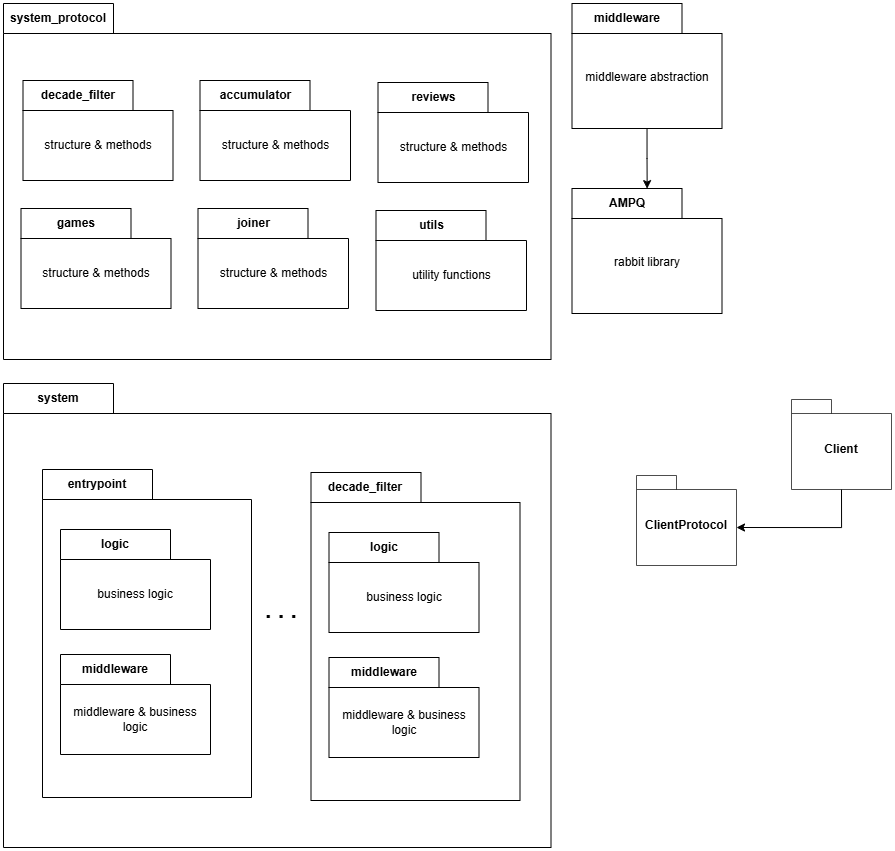 system_protocol
decade_filter
structure & methods
accumulator
structure & methods
reviews
structure & methods
games
structure & methods
joiner
structure & methods
utils
utility functions
middleware
middleware abstraction
AMPQ
rabbit library
system
entrypoint
logic
business logic
middleware
middleware & business
logic
. . .
decade_filter
logic
business logic
middleware
middleware & business
logic
Client
ClientProtocol